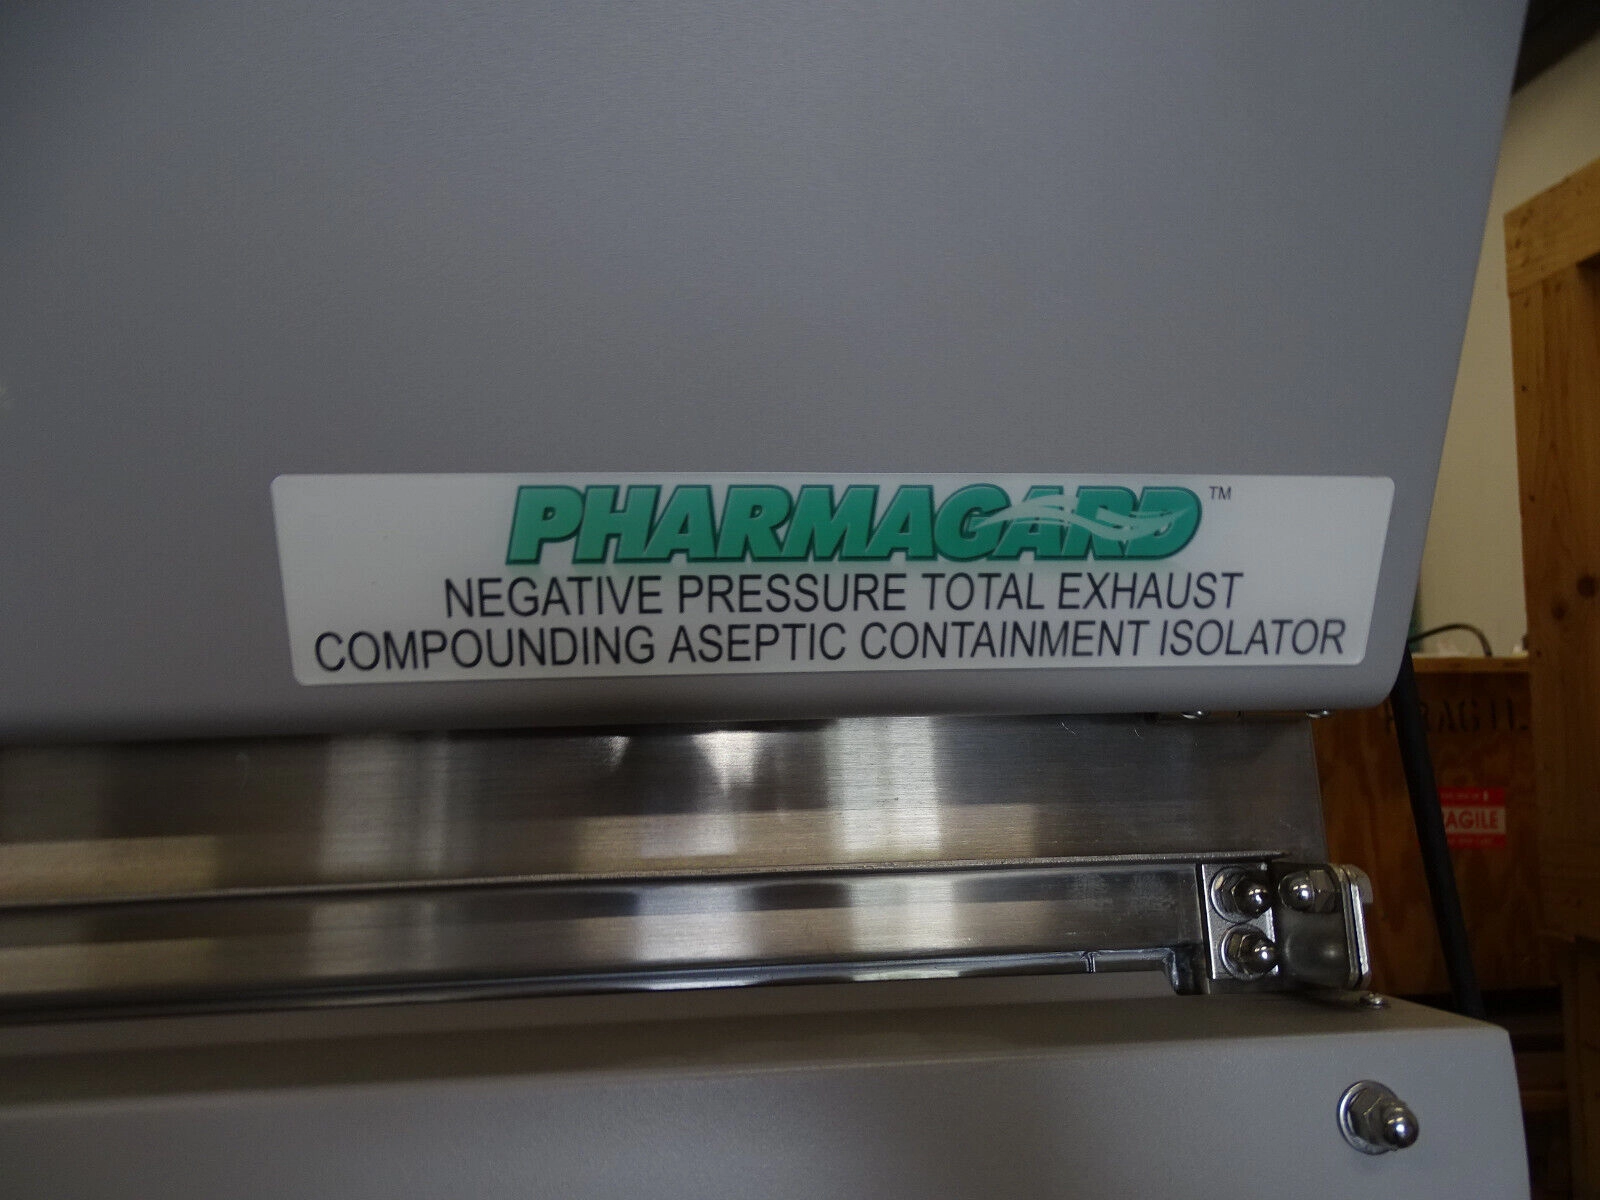 PHARMAGARD™
NEGATIVE PRESSURE TOTAL EXHAUST
COMPOUNDING ASEPTIC CONTAINMENT ISOLATOR